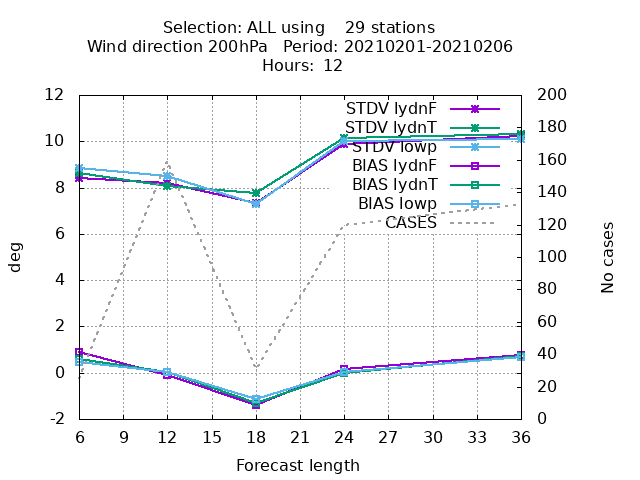 Selection: ALL using 29 stations
Wind direction 200hPa Period: 20210201-20210206
Hours: 12
STDV lydnF
STDV lydnT
STDV lowp
BIAS lydnF
BIAS lydnT
BIAS lowp
CASES
12
10
8
6
4
2
0
-2
deg
200
180
160
140
120
100
80
60
40
20
0
No cases
6 9 12 15 18 21 24 27 30 33 36
Forecast length